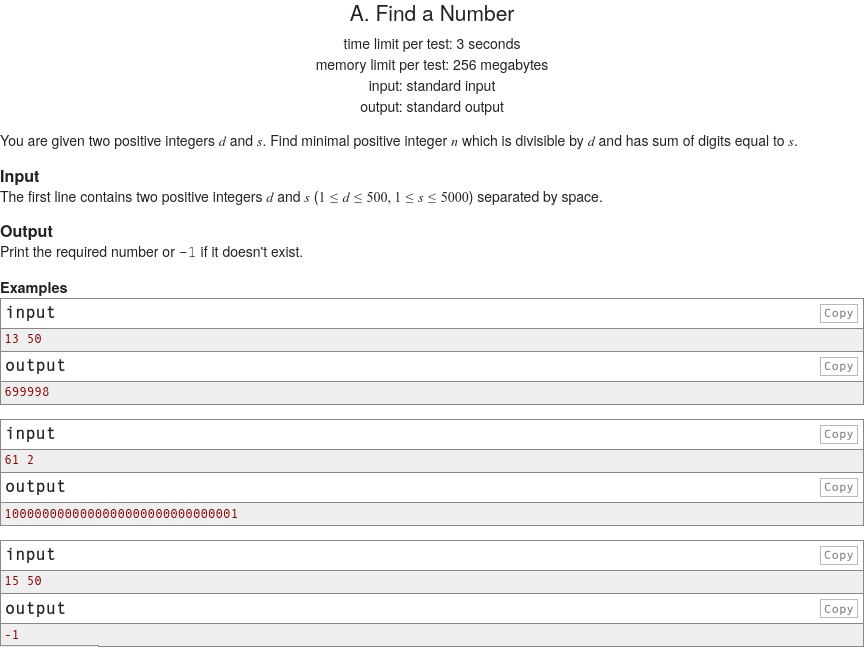 A. Find a Number
time limit per test: 3 seconds
memory limit per test: 256 megabytes
input: standard input
output: standard output
You are given two positive integers d and s. Find minimal positive integer n which is divisible by d and has sum of digits equal to s.
Input
The first line contains two positive integers d and s (1 ≤ d ≤ 500, 1 ≤ s ≤ 5000) separated by space.
Output
Print the required number or −1 if it doesn't exist.
Examples
input Copy
13 50
output Copy
699998
input Copy
61 2
output Copy
1000000000000000000000000000001
input Copy
15 50
output Copy
-1